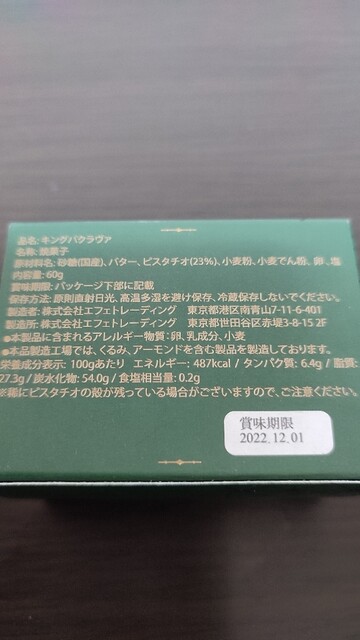 品名: キングバクラヴァ
名称: 焼菓子
原材料名: 砂糖(国産)、バター、ピスタチオ(23%)、小麦粉、小麦でん粉、卵、塩
内容量: 60g
賞味期限: パッケージ下部に記載
保存方法: 原則直射日光、高温多湿を避け保存、冷蔵保存しないでください。
製造者: 株式会社エフェトレーディング 東京都港区南青山7-11-6-401
製造所: 株式会社エフェトレーディング 東京都世田谷区赤堤3-8-15 2F
●本製品に含まれるアレルギー物質: 卵、乳成分、小麦
●本品製造工場では、くるみ、アーモンドを含む製品を製造しております。
栄養成分表示: 100gあたり エネルギー: 487kcal / タンパク質: 6.4g / 脂質:
27.3g / 炭水化物: 54.0g / 食塩相当量: 0.2g
※稀にピスタチオの殻が残っている場合がございますので、ご注意ください。
賞味期限
2022.12.01